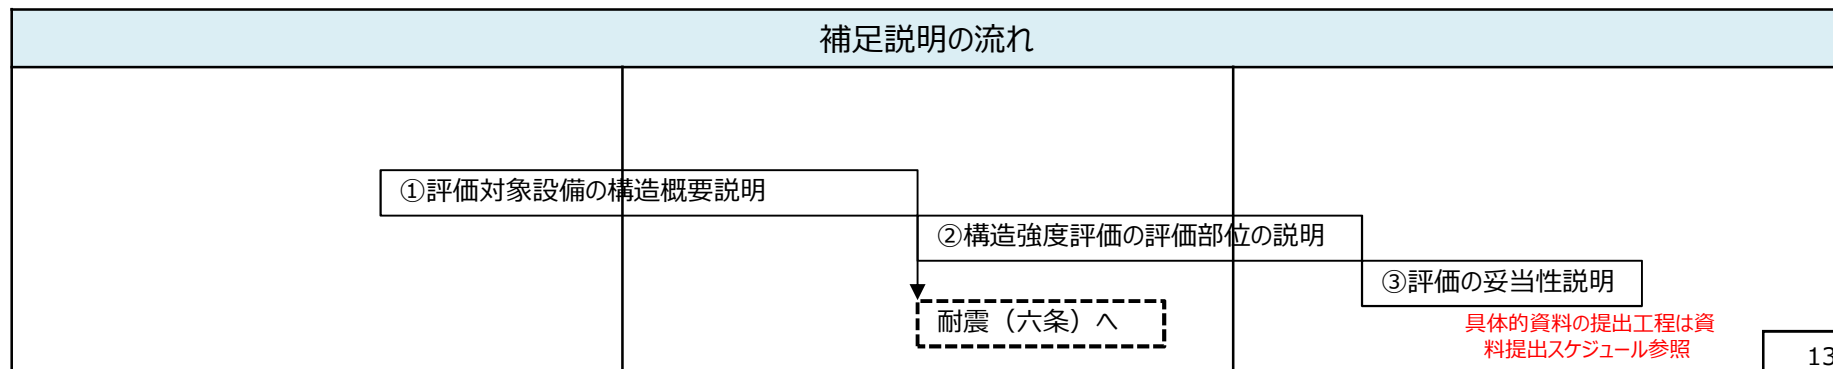 補足説明の流れ
①評価対象設備の構造概要説明
②構造強度評価の評価部位の説明
③評価の妥当性説明
耐震（六条）へ
具体的資料の提出工程は資
料提出スケジュール参照
13